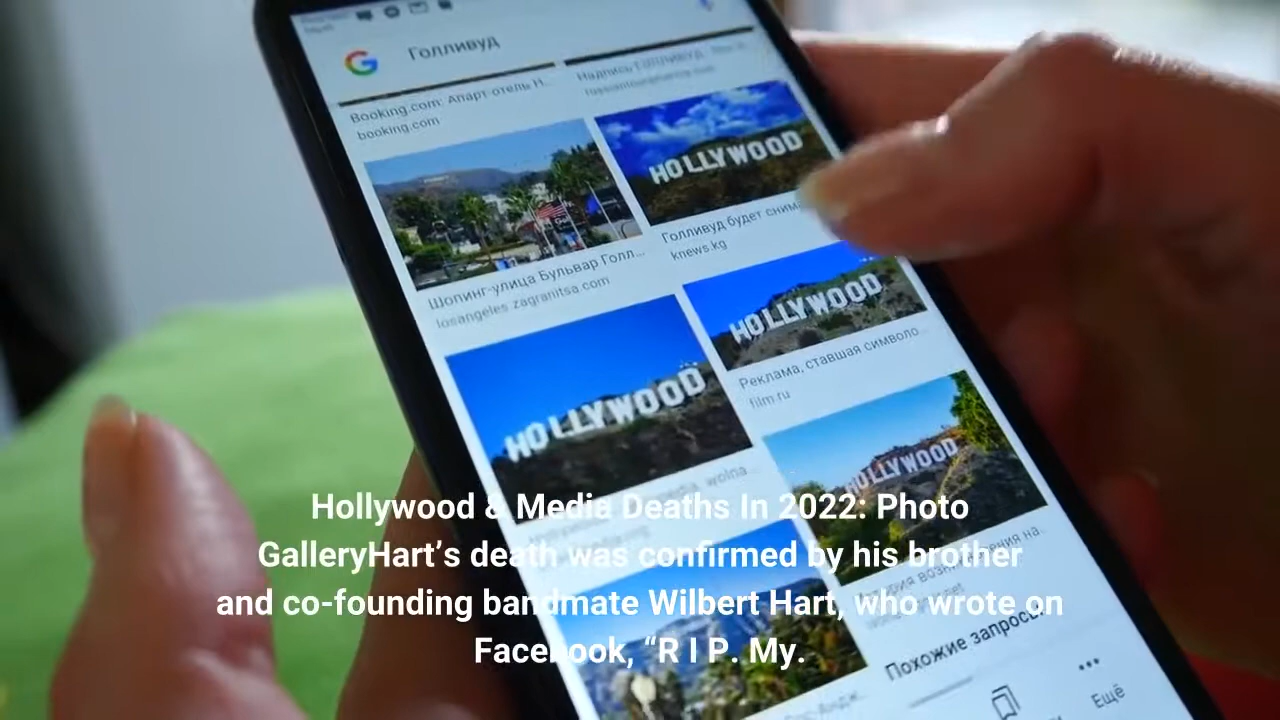 Голливуд
Booking.com: Апарт-отель Н...
booking.com
Надпись ГОЛЛИВУД
HOLLYWOOD
Шопинг-улица Бульвар Голл...
losangeles.zagranitsa.com
Голливуд будет
knews.kg
HOLLYWOOD
HOLLYWOOD
Реклама, ставшая символо...
film.ru
HOLLYWOOD
Похожие запросы
Ещё
Hollywood & Media Deaths In 2022: Photo
GalleryHart’s death was confirmed by his brother
and co-founding bandmate Wilbert Hart, who wrote on
Facebook, “R I P. My.